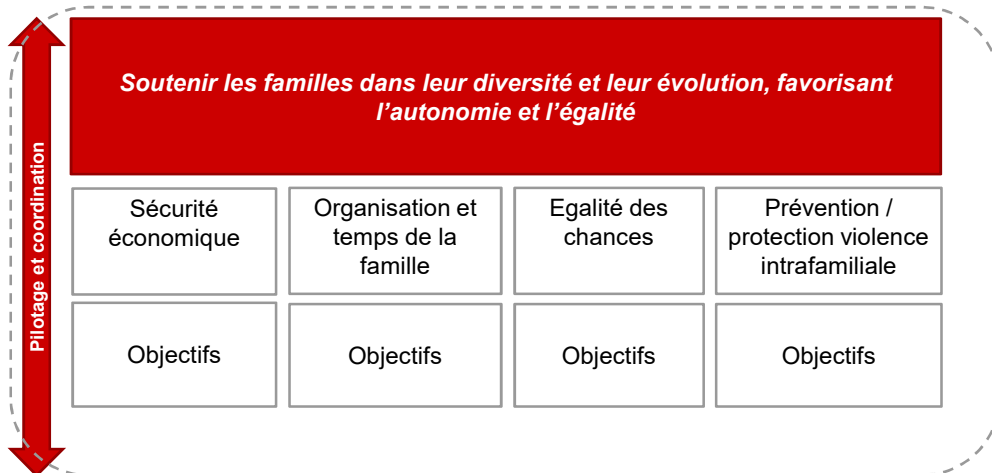 Soutenir les familles dans leur diversité et leur évolution, favorisant
l'autonomie et l'égalité
Pilotage et coordination
Sécurité
économique
Organisation et
temps de la
famille
Egalité des
chances
Prévention /
protection violence
intrafamiliale
Objectifs
Objectifs
Objectifs
Objectifs